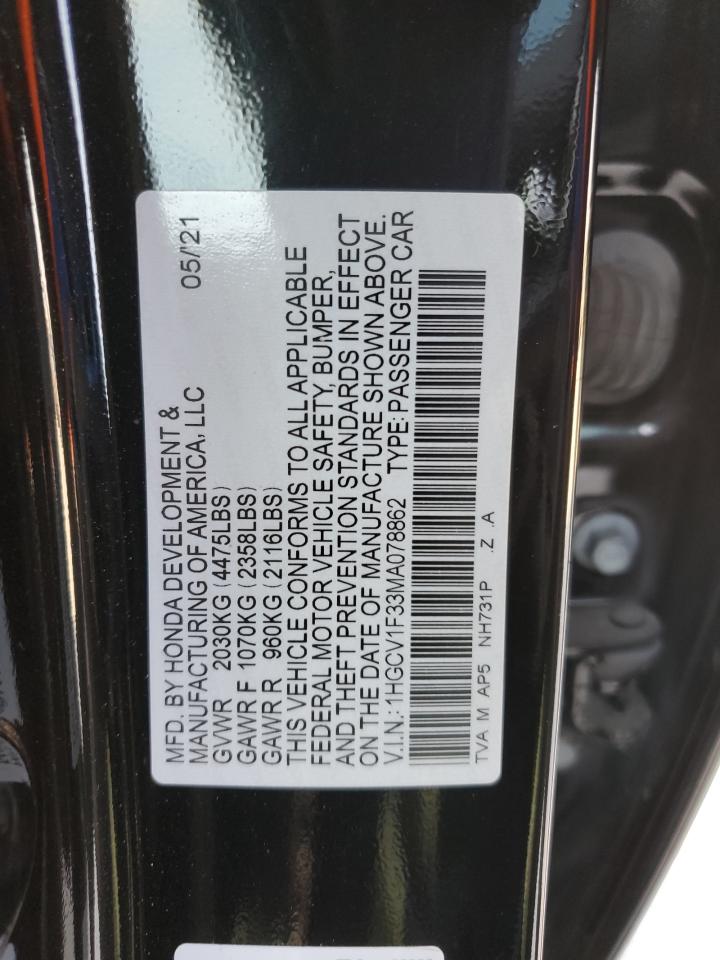 MFD. BY HONDA DEVELOPMENT &
MANUFACTURING OF AMERICA, LLC 05/'21
GVWR 2030KG (4475LBS)
GAWR F 1070KG (2358LBS)
GAWR R 960KG (2116LBS)
THIS VEHICLE CONFORMS TO ALL APPLICABLE
FEDERAL MOTOR VEHICLE SAFETY, BUMPER,
AND THEFT PREVENTION STANDARDS IN EFFECT
ON THE DATE OF MANUFACTURE SHOWN ABOVE.
V.I.N.: 1HGCV1F33MA078862 TYPE: PASSENGER CAR
TVA M AP5 NH731P .Z .A